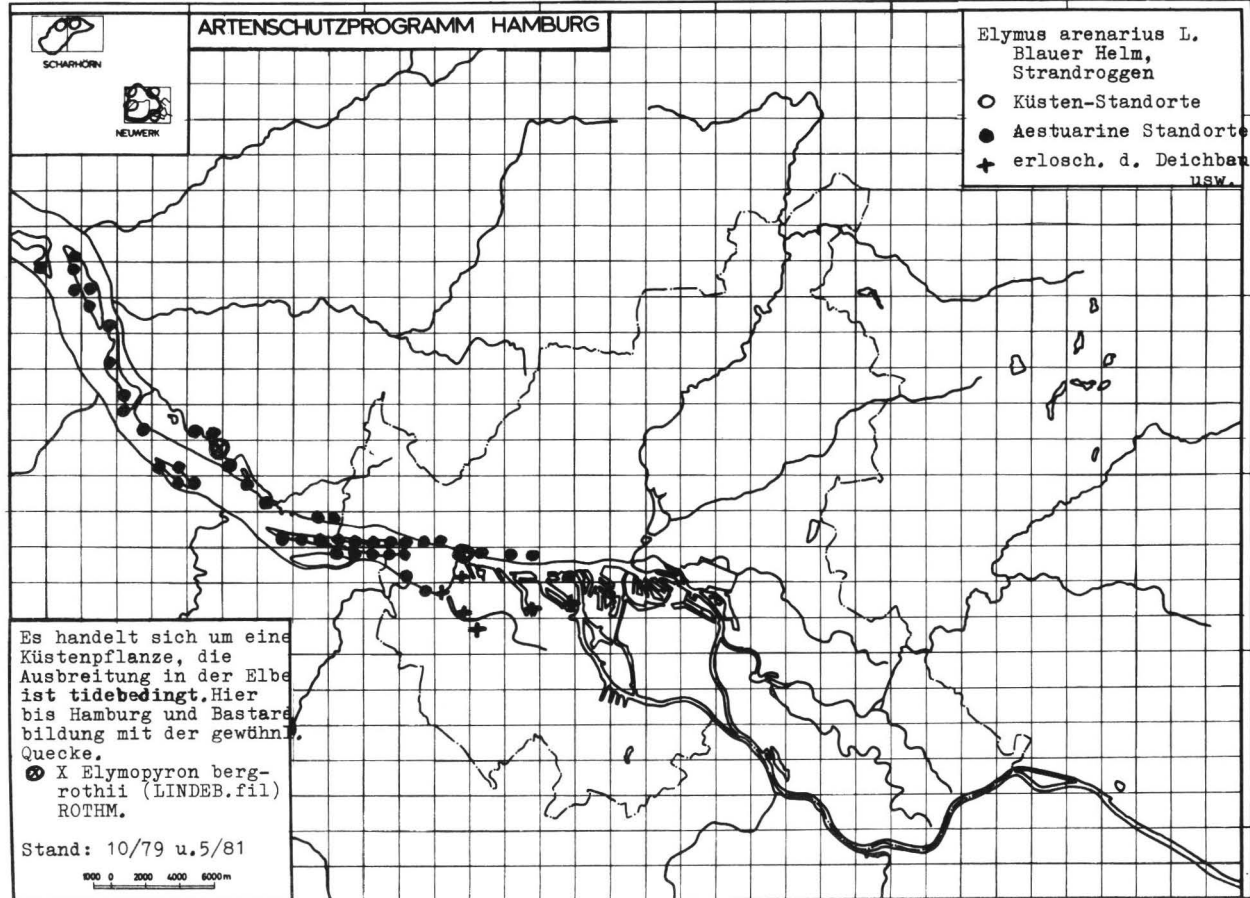 ARTENSCHUTZPROGRAMM HAMBURG
SCHARHÖRN
NEUWERK
Elymus arenarius L.
Blauer Helm,
Strandroggen
Küsten-Standorte
Aestuarine Standorte
+ erlosch. d. Deichbau
usw.
Es handelt sich um eine
Küstenpflanze, die
Ausbreitung in der Elbe
ist tidebedingt.Hier
bis Hamburg und Bastard
bildung mit der gewöhnl.
Quecke.
X Elymopyron berg-
rothii (LINDEB.fil)
ROTHM.
Stand: 10/79 u.5/81
1000 0 2000 4000 6000m